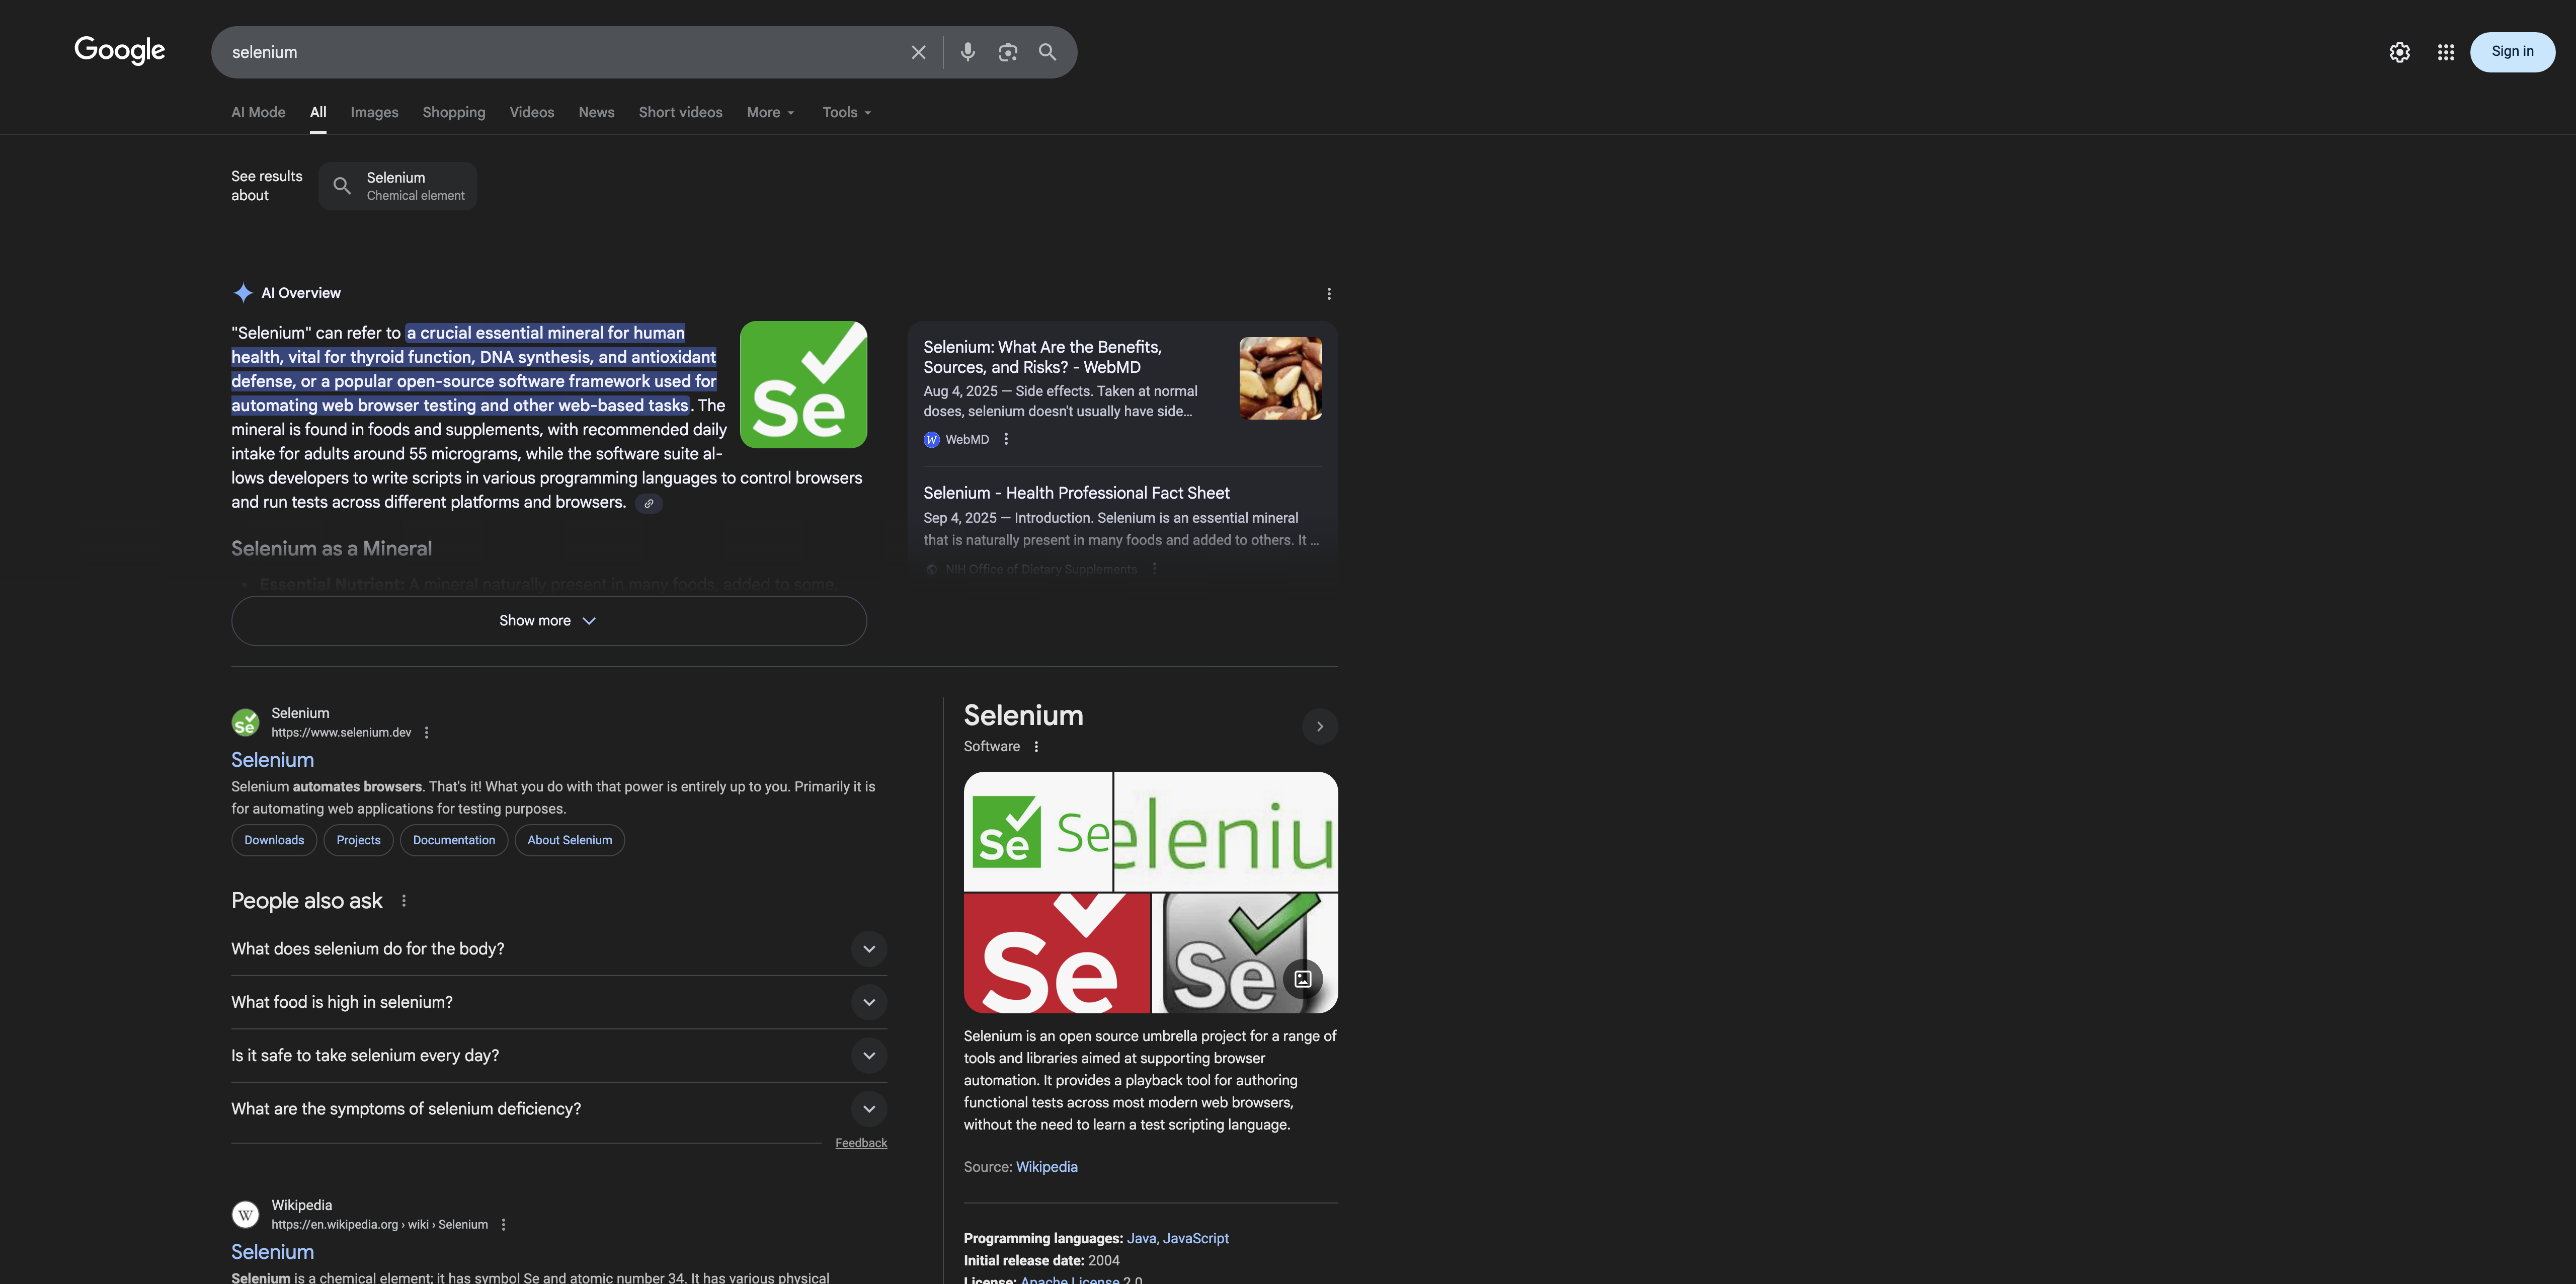 Google
selenium
Sign in
AI Mode
All
Images
Shopping
Videos
News
Short videos
More
Tools
See results
about
Selenium
Chemical element
AI Overview
"Selenium" can refer to a crucial essential mineral for human
health, vital for thyroid function, DNA synthesis, and antioxidant
defense, or a popular open-source software framework used for
automating web browser testing and other web-based tasks. The
mineral is found in foods and supplements, with recommended daily
intake for adults around 55 micrograms, while the software suite al-
lows developers to write scripts in various programming languages to control browsers
and run tests across different platforms and browsers.
Se
Selenium as a Mineral
• Essential Nutrient: A mineral naturally present in many foods, added to some,
Show more
Selenium: What Are the Benefits,
Sources, and Risks? - WebMD
Aug 4, 2025 — Side effects. Taken at normal
doses, selenium doesn't usually have side...
W WebMD
Selenium - Health Professional Fact Sheet
Sep 4, 2025 — Introduction. Selenium is an essential mineral
that is naturally present in many foods and added to others. It ...
NIH Office of Dietary Supplements
Se
Selenium
https://www.selenium.dev
Selenium
Selenium automates browsers. That's it! What you do with that power is entirely up to you. Primarily it is
for automating web applications for testing purposes.
Downloads
Projects
Documentation
About Selenium
People also ask
What does selenium do for the body?
What food is high in selenium?
Is it safe to take selenium every day?
What are the symptoms of selenium deficiency?
Feedback
W
Wikipedia
https://en.wikipedia.org › wiki › Selenium
Selenium
Selenium is a chemical element; it has symbol Se and atomic number 34. It has various physical
Selenium
Software
Se Se
eleniu
Se
Se
Selenium is an open source umbrella project for a range of
tools and libraries aimed at supporting browser
automation. It provides a playback tool for authoring
functional tests across most modern web browsers,
without the need to learn a test scripting language.
Source: Wikipedia
Programming languages: Java, JavaScript
Initial release date: 2004
License: Apache License 2.0